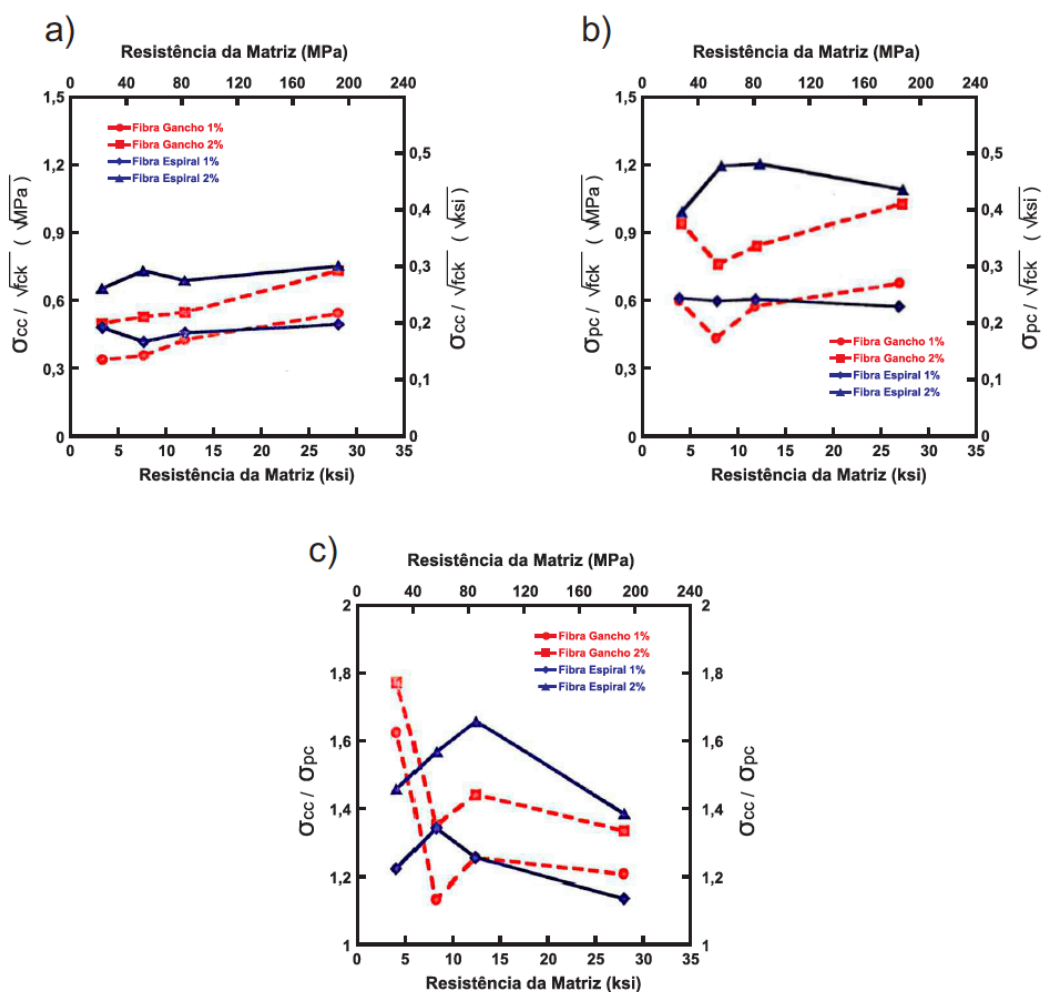 a)
Resistência da Matriz (MPa)
0 40 80 120 160 200 240
1,5
1,2
0,9
0,6
0,3
0
σcc / √fck ( √MPa )
Fibra Gancho 1%
Fibra Gancho 2%
Fibra Espiral 1%
Fibra Espiral 2%
0,5
0,4
0,3
0,2
0,1
0
σcc / √fck ( √ksi )
0 5 10 15 20 25 30 35
Resistência da Matriz (ksi)
b)
Resistência da Matriz (MPa)
0 40 80 120 160 200 240
1,5
1,2
0,9
0,6
0,3
0
σpc / √fck ( √MPa )
Fibra Gancho 1%
Fibra Gancho 2%
Fibra Espiral 1%
Fibra Espiral 2%
0,5
0,4
0,3
0,2
0,1
0
σpc / √fck ( √ksi )
0 5 10 15 20 25 30 35
Resistência da Matriz (ksi)
c)
Resistência da Matriz (MPa)
0 40 80 120 160 200 240
2
1,8
1,6
1,4
1,2
1
σcc / σpc
Fibra Gancho 1%
Fibra Gancho 2%
Fibra Espiral 1%
Fibra Espiral 2%
2
1,8
1,6
1,4
1,2
1
σcc / σpc
0 5 10 15 20 25 30 35
Resistência da Matriz (ksi)